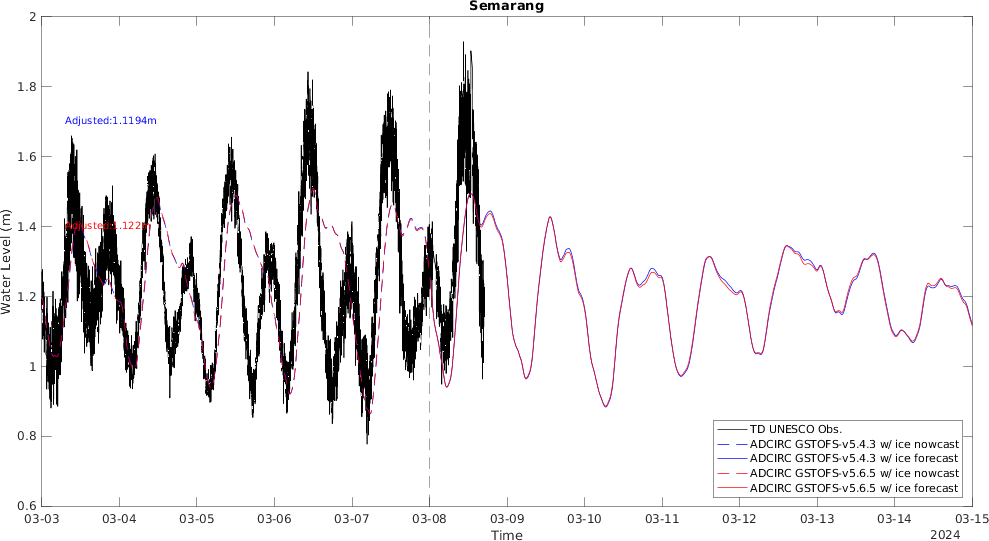 Semarang
2
1.8
1.6
1.4
1.2
1
0.8
0.6
Water Level (m)
Adjusted:1.1194m
Adjusted:1.122m
TD UNESCO Obs.
ADCIRC GSTOFS-v5.4.3 w/ ice nowcast
ADCIRC GSTOFS-v5.4.3 w/ ice forecast
ADCIRC GSTOFS-v5.6.5 w/ ice nowcast
ADCIRC GSTOFS-v5.6.5 w/ ice forecast
03-03 03-04 03-05 03-06 03-07 03-08 03-09 03-10 03-11 03-12 03-13 03-14 03-15
Time
2024